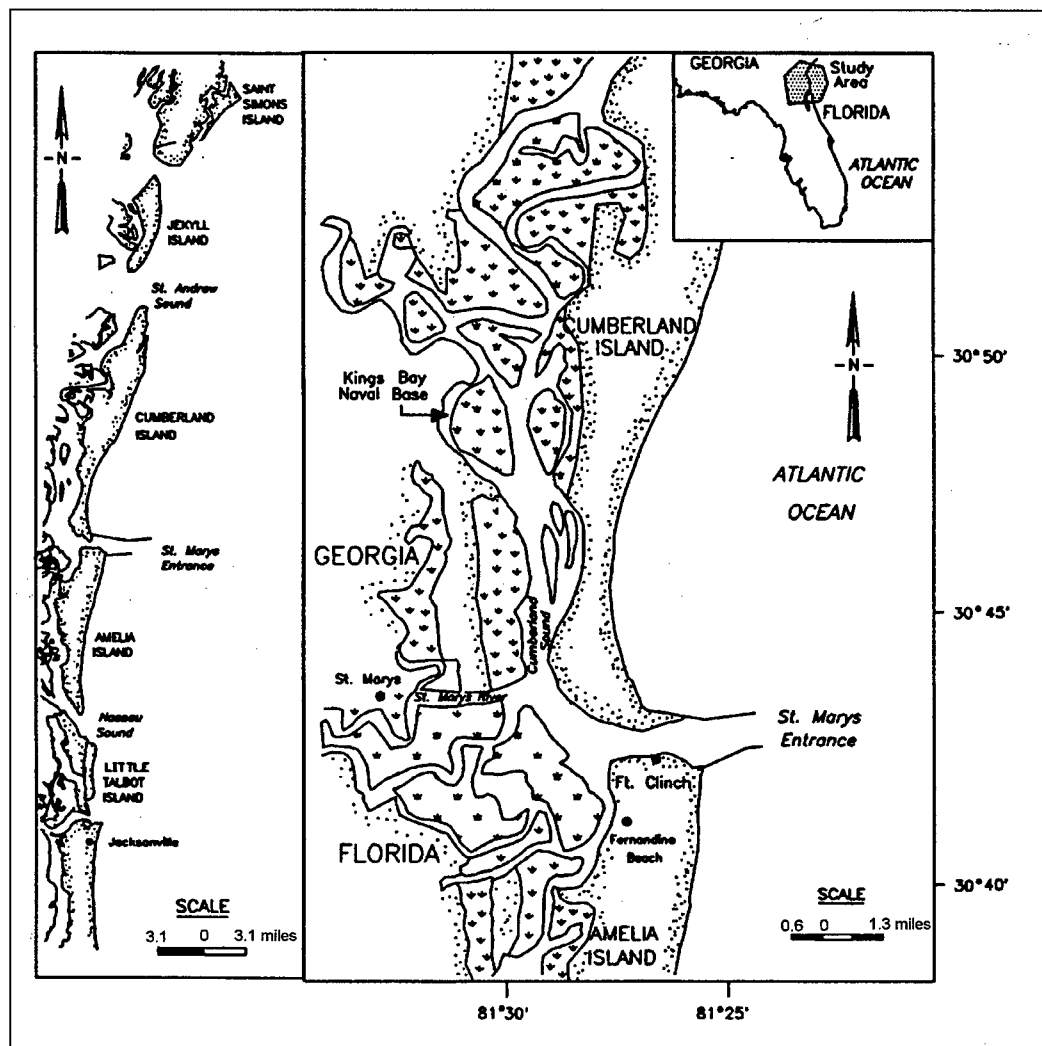 SAINT
SIMONS
ISLAND
N
JEKYLL
ISLAND
St. Andrew
Sound
CUMBERLAND
ISLAND
St. Marys
Entrance
AMELIA
ISLAND
Nassau
Sound
LITTLE
TALBOT
ISLAND
Jacksonville
SCALE
3.1 0 3.1 miles
GEORGIA
Study
Area
FLORIDA
ATLANTIC
OCEAN
CUMBERLAND
ISLAND
Kings Bay
Naval Base
N
30°50'
ATLANTIC
OCEAN
GEORGIA
Cumberland
Sound
30°45'
St. Marys
St. Marys River
St. Marys
Entrance
Ft. Clinch
Fernandina
Beach
FLORIDA
30°40'
SCALE
0.6 0 1.3 miles
AMELIA
ISLAND
81°30' 81°25'